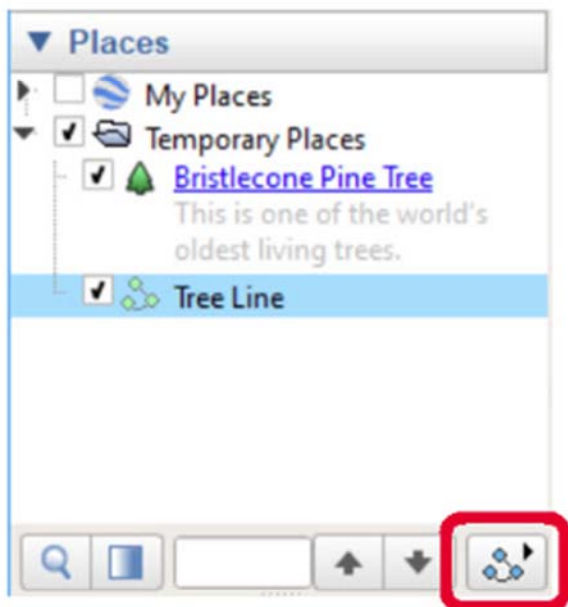 Places
My Places
Temporary Places
Bristlecone Pine Tree
This is one of the world's
oldest living trees.
Tree Line